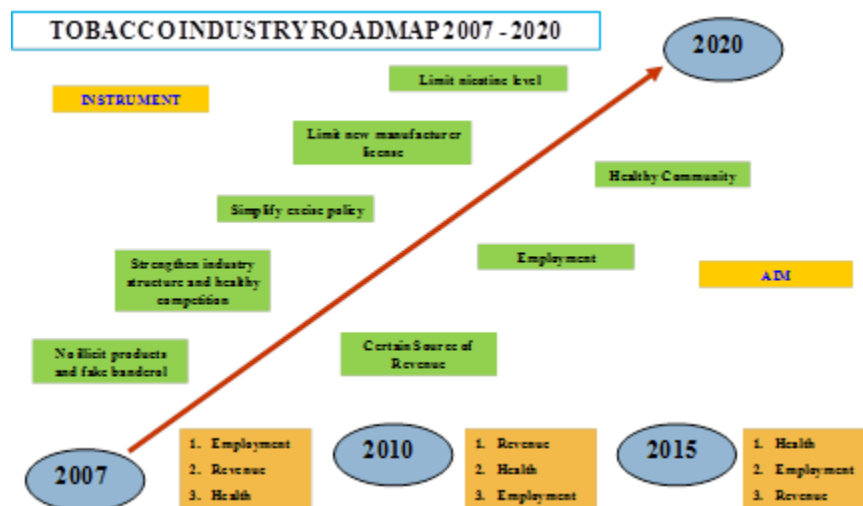 TOBACCO INDUSTRY ROADMAP 2007 - 2020
2020
Limit nicotine level
INSTRUMENT
Limit new manufacturer
license
Healthy Community
Simplify excise policy
Employment
Strengthen industry
structure and healthy
competition
AIM
No illicit products
and fake banderol
Certain Source of
Revenue
2007
1. Employment
2. Revenue
3. Health
2010
1. Revenue
2. Health
3. Employment
2015
1. Health
2. Employment
3. Revenue